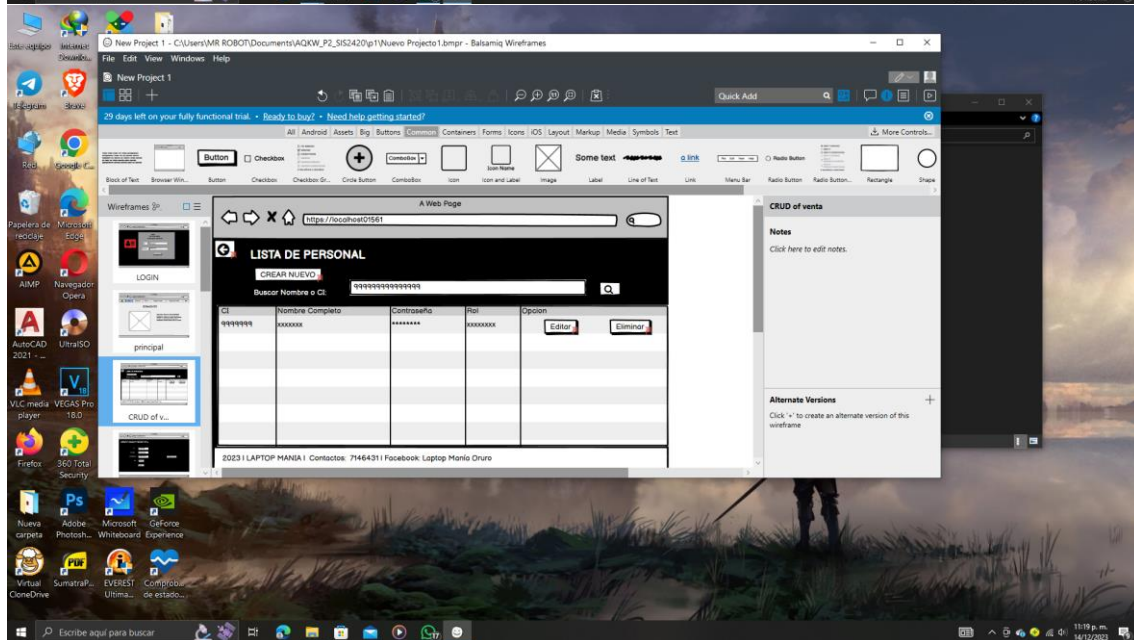 New Project 1 - C:\Users\MR ROBOT\Documents\AQKW_P2_SIS2420\p1\Nuevo Projecto1.bmpr - Balsamiq Wireframes
File Edit View Windows Help
New Project 1
Quick Add
29 days left on your fully functional trial. • Ready to buy? • Need help getting started?
All Android Assets Big Buttons Common Containers Forms Icons iOS Layout Markup Media Symbols Text
More Controls...
Button Checkbox ComboBox Icon Name Some text a link Radio Button
Block of Text Browser Win... Button Checkbox Checkbox Gr... Circle Button ComboBox Icon Icon and Label Image Label Line of Text Link Menu Bar Radio Button Radio Button... Rectangle Shape
Wireframes
LOGIN
principal
CRUD of v...
A Web Page
https://localhost01561
LISTA DE PERSONAL
CREAR NUEVO
Buscar Nombre o CI: 99999999999999
CI Nombre Completo Contraseña Rol Opcion
9999999 xxxxxxx ******** xxxxxxxx Editar Eliminar
2023 I LAPTOP MANIA I Contactos: 7146431 I Facebook: Laptop Manía Oruro
CRUD of venta
Notes
Click here to edit notes.
Alternate Versions
Click '+' to create an alternate version of this
wireframe
Este equipo
Internet
Telegram
Brave
Red
Google C...
Papelera de
reciclaje
Microsoft
Edge
AIMP
Navegador
Opera
AutoCAD
2021 - ...
UltraISO
VLC media
player
VEGAS Pro
18.0
Firefox
360 Total
Security
Nueva
carpeta
Adobe
Photosh...
Microsoft
Whiteboard
GeForce
Experience
Virtual
CloneDrive
SumatraP...
EVEREST
Ultima...
Comproba...
de estado...
Escribe aquí para buscar
11:19 p. m.
14/12/2023